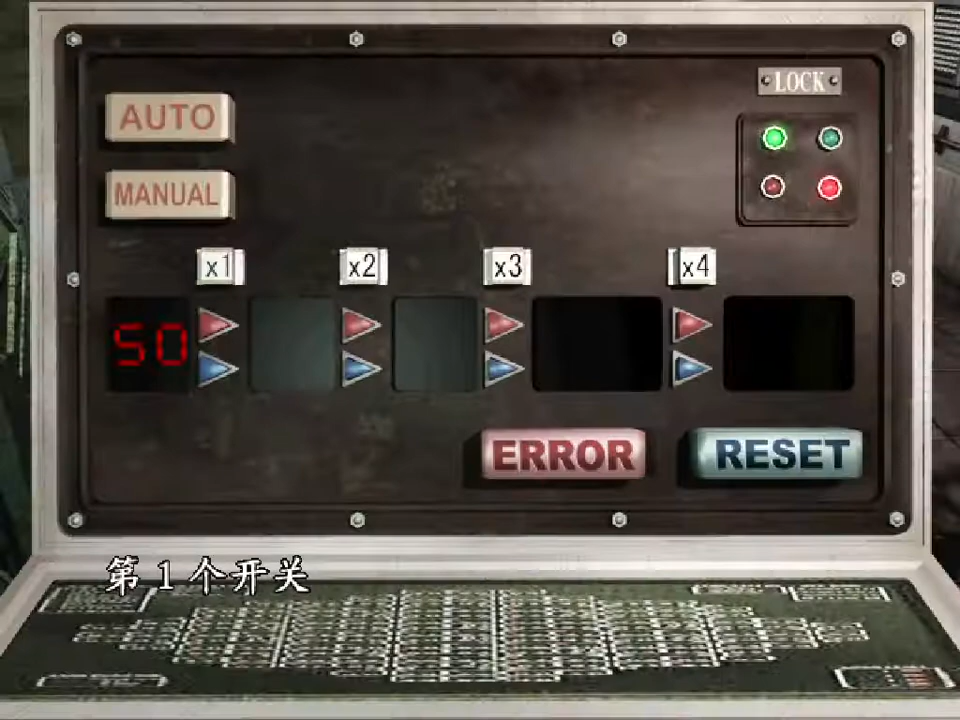 LOCK
AUTO
MANUAL
x1 x2 x3 x4
50
ERROR RESET
第1个开关